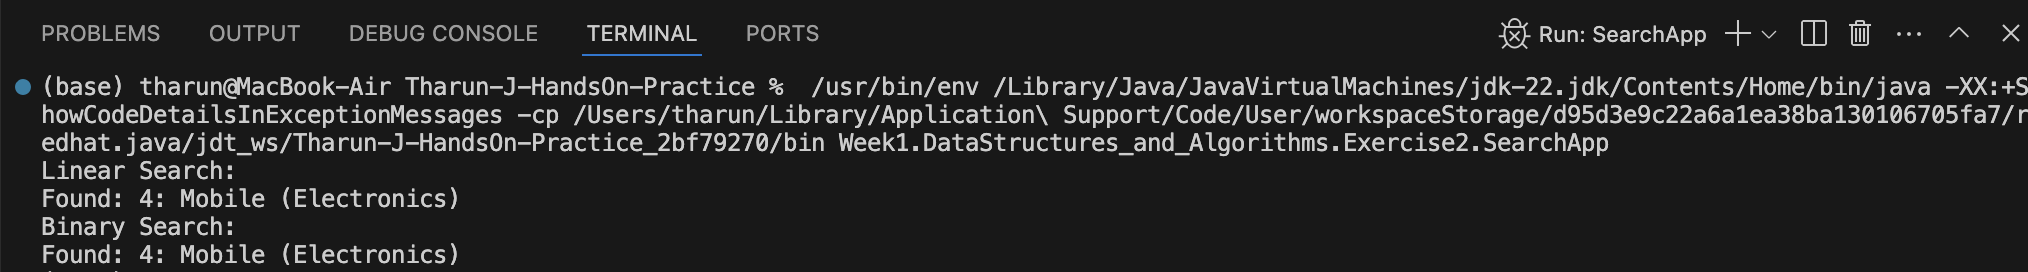 PROBLEMS OUTPUT DEBUG CONSOLE TERMINAL PORTS Run: SearchApp
(base) tharun@MacBook-Air Tharun-J-HandsOn-Practice %  /usr/bin/env /Library/Java/JavaVirtualMachines/jdk-22.jdk/Contents/Home/bin/java -XX:+S
howCodeDetailsInExceptionMessages -cp /Users/tharun/Library/Application\ Support/Code/User/workspaceStorage/d95d3e9c22a6a1ea38ba130106705fa7/r
edhat.java/jdt_ws/Tharun-J-HandsOn-Practice_2bf79270/bin Week1.DataStructures_and_Algorithms.Exercise2.SearchApp
Linear Search:
Found: 4: Mobile (Electronics)
Binary Search:
Found: 4: Mobile (Electronics)